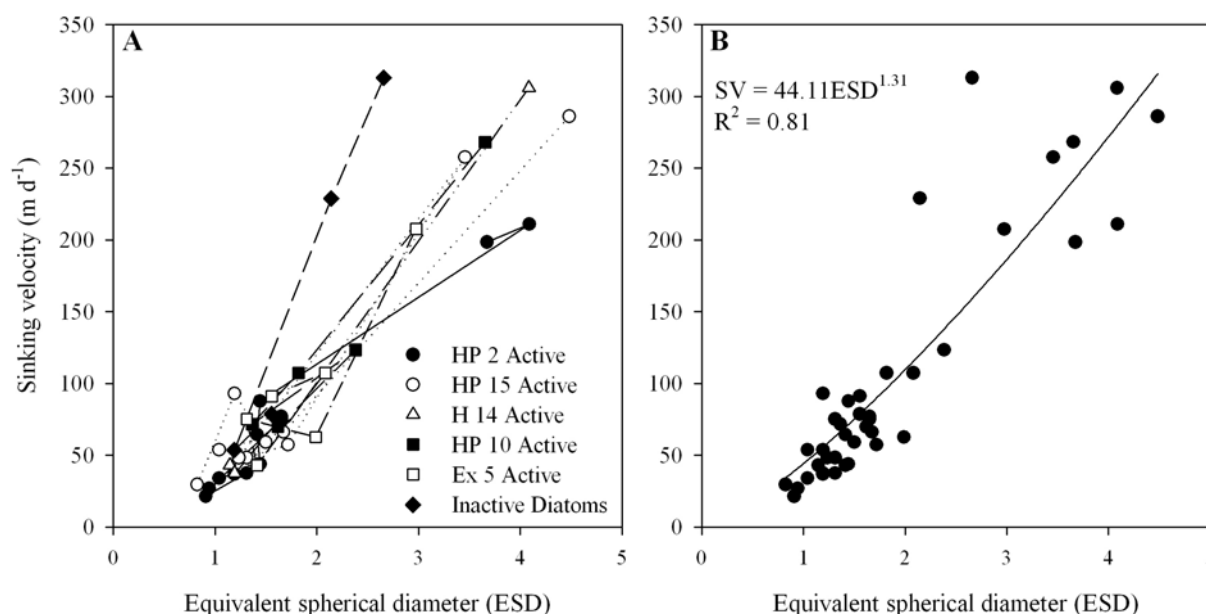 A
350
300
250
200
150
100
50
0
Sinking velocity (m d⁻¹)
HP 2 Active
HP 15 Active
H 14 Active
HP 10 Active
Ex 5 Active
Inactive Diatoms
0 1 2 3 4 5
Equivalent spherical diameter (ESD)
B
SV = 44.11ESD^1.31
R² = 0.81
350
300
250
200
150
100
50
0
0 1 2 3 4
Equivalent spherical diameter (ESD)